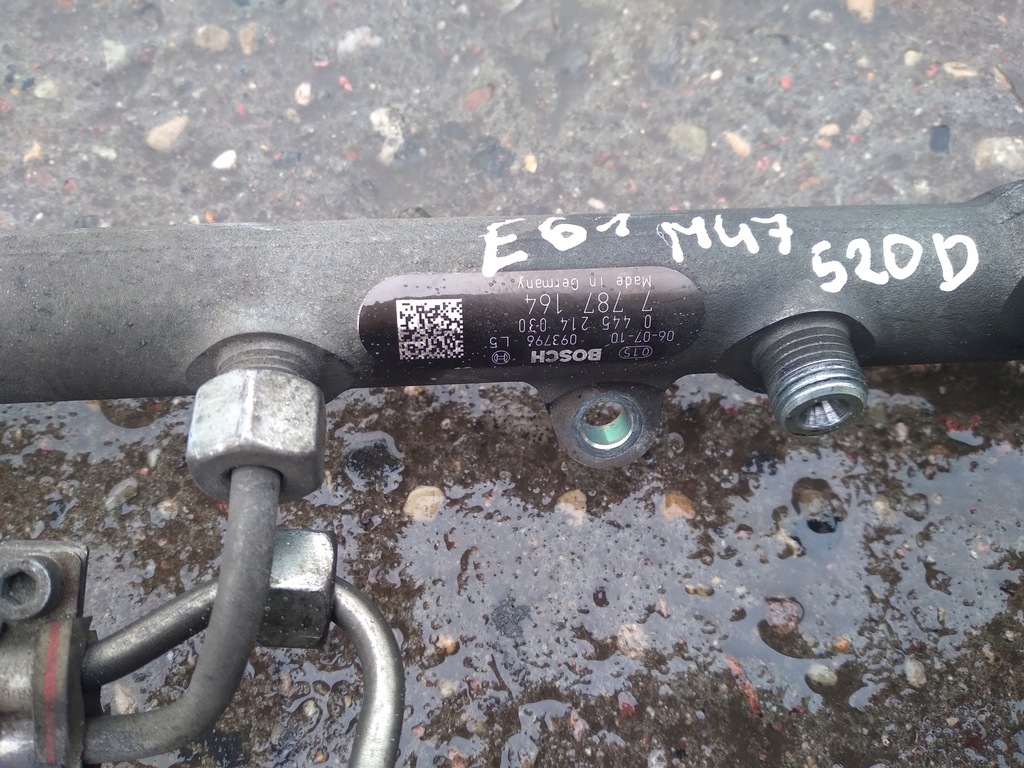 E61 M47 520D
015 BOSCH
06-07-10 093796 L5
0 445 214 030
7 787 164
Made in Germany